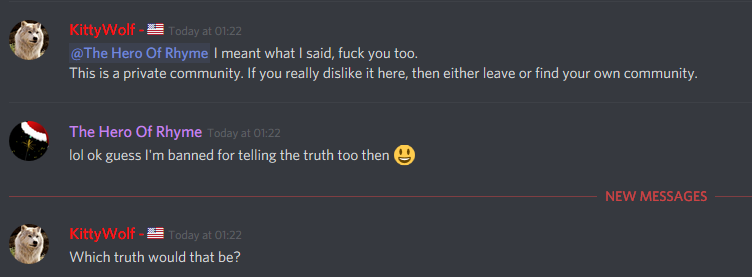 KittyWolf - 🇺🇸 Today at 01:22
@The Hero Of Rhyme I meant what I said, fuck you too.
This is a private community. If you really dislike it here, then either leave or find your own community.
The Hero Of Rhyme Today at 01:22
lol ok guess I'm banned for telling the truth too then 😃
NEW MESSAGES
KittyWolf - 🇺🇸 Today at 01:22
Which truth would that be?